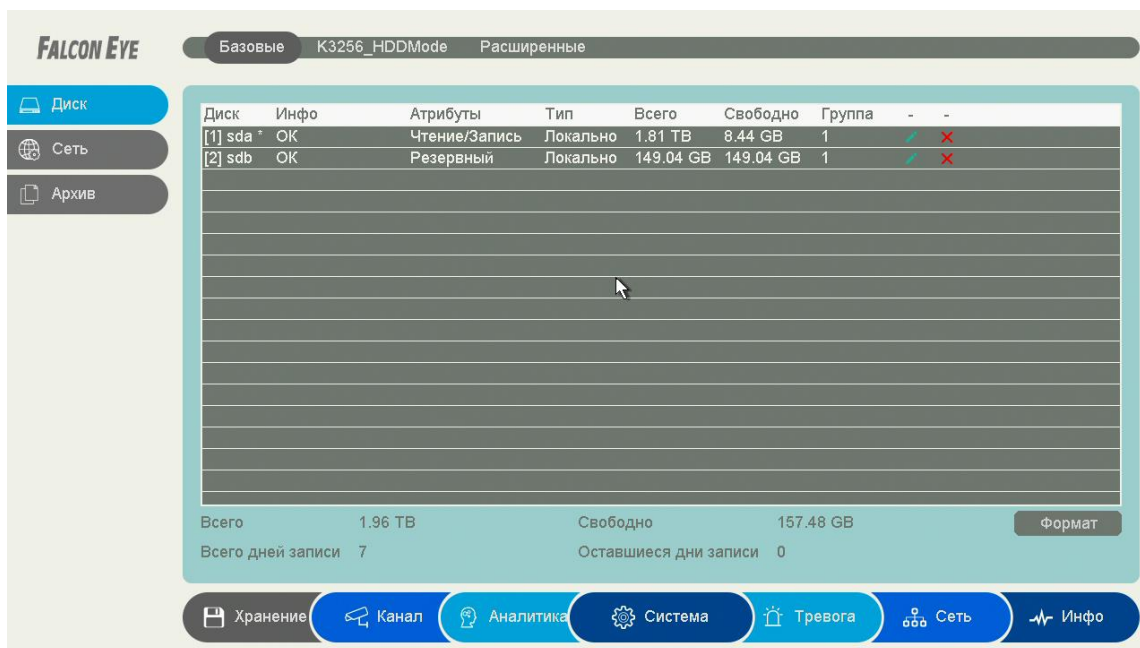 FALCON EYE
Базовые K3256_HDDMode Расширенные
Диск
Сеть
Архив
Диск Инфо Атрибуты Тип Всего Свободно Группа - -
[1] sda * ОК Чтение/Запись Локально 1.81 TB 8.44 GB 1
[2] sdb ОК Резервный Локально 149.04 GB 149.04 GB 1
Всего 1.96 TB Свободно 157.48 GB Формат
Всего дней записи 7 Оставшиеся дни записи 0
Хранение Канал Аналитика Система Тревога Сеть Инфо